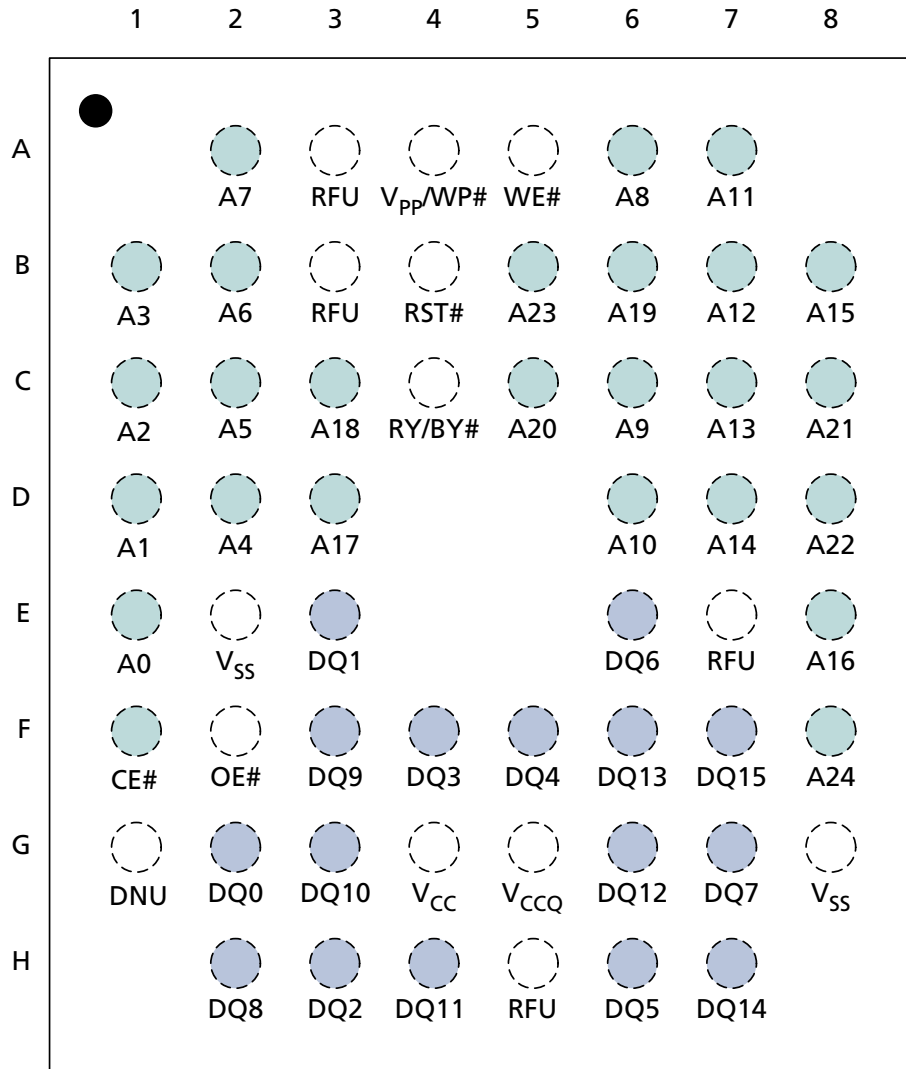 1 2 3 4 5 6 7 8
A
A7 RFU VPP/WP# WE# A8 A11
B
A3 A6 RFU RST# A23 A19 A12 A15
C
A2 A5 A18 RY/BY# A20 A9 A13 A21
D
A1 A4 A17 A10 A14 A22
E
A0 VSS DQ1 DQ6 RFU A16
F
CE# OE# DQ9 DQ3 DQ4 DQ13 DQ15 A24
G
DNU DQ0 DQ10 VCC VCCQ DQ12 DQ7 VSS
H
DQ8 DQ2 DQ11 RFU DQ5 DQ14